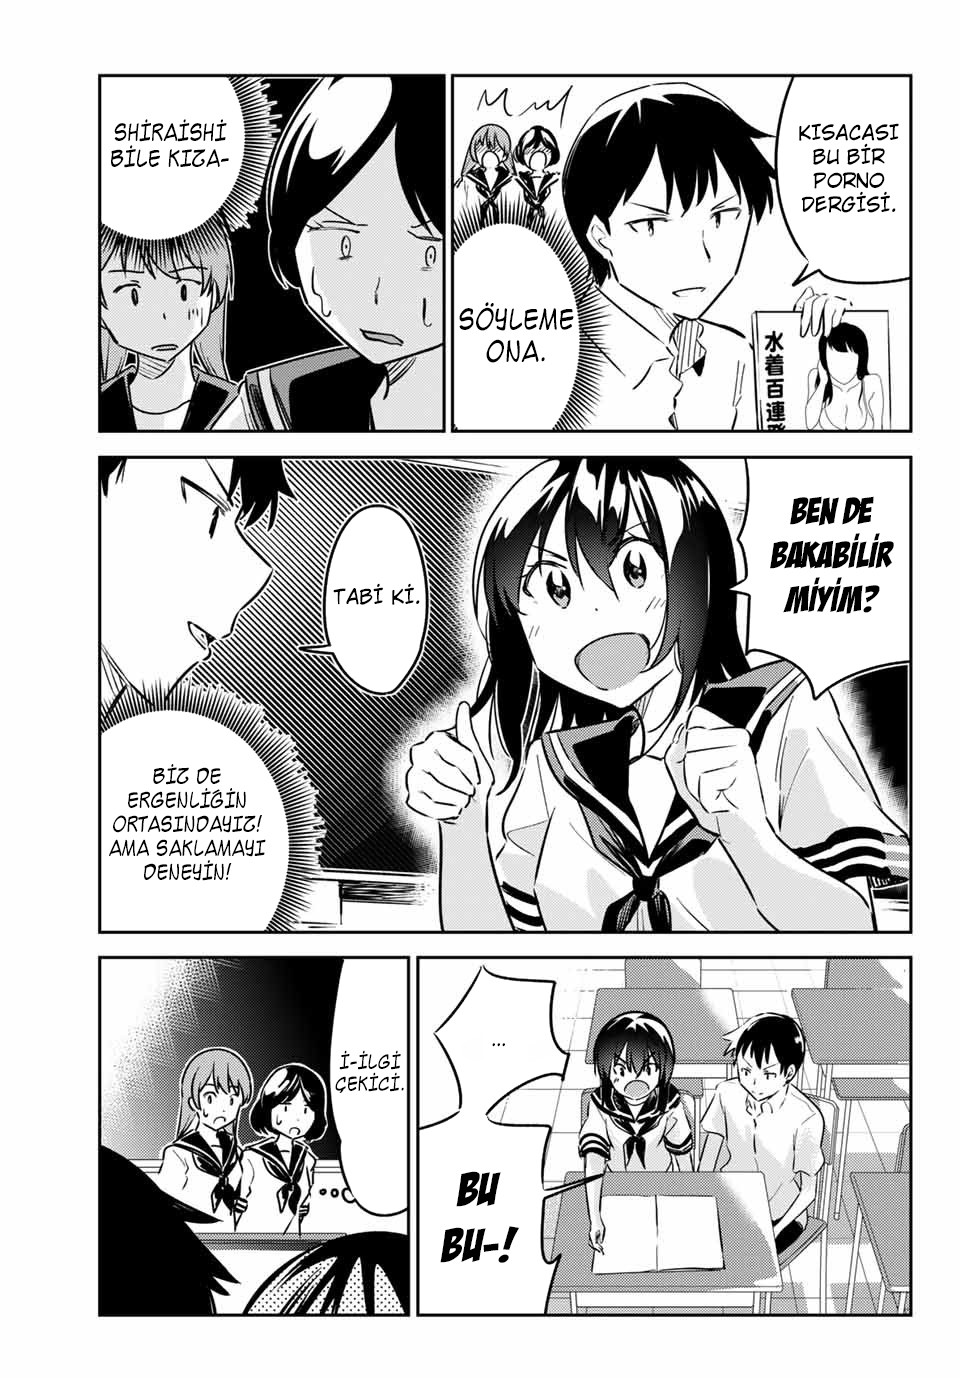 KISACASI
BU BİR
PORNO
DERGİSİ.
水着百連発
SÖYLEME
ONA.
SHİRAISHİ
BİLE KIZA-
BEN DE
BAKABİLİR
MİYİM?
TABİ Kİ.
BİZ DE
ERGENLİĞİN
ORTASINDAYIZ!
AMA SAKLAMAYI
DENEYİN!
...
BU
BU-!
İ-İLGİ
ÇEKİCİ.